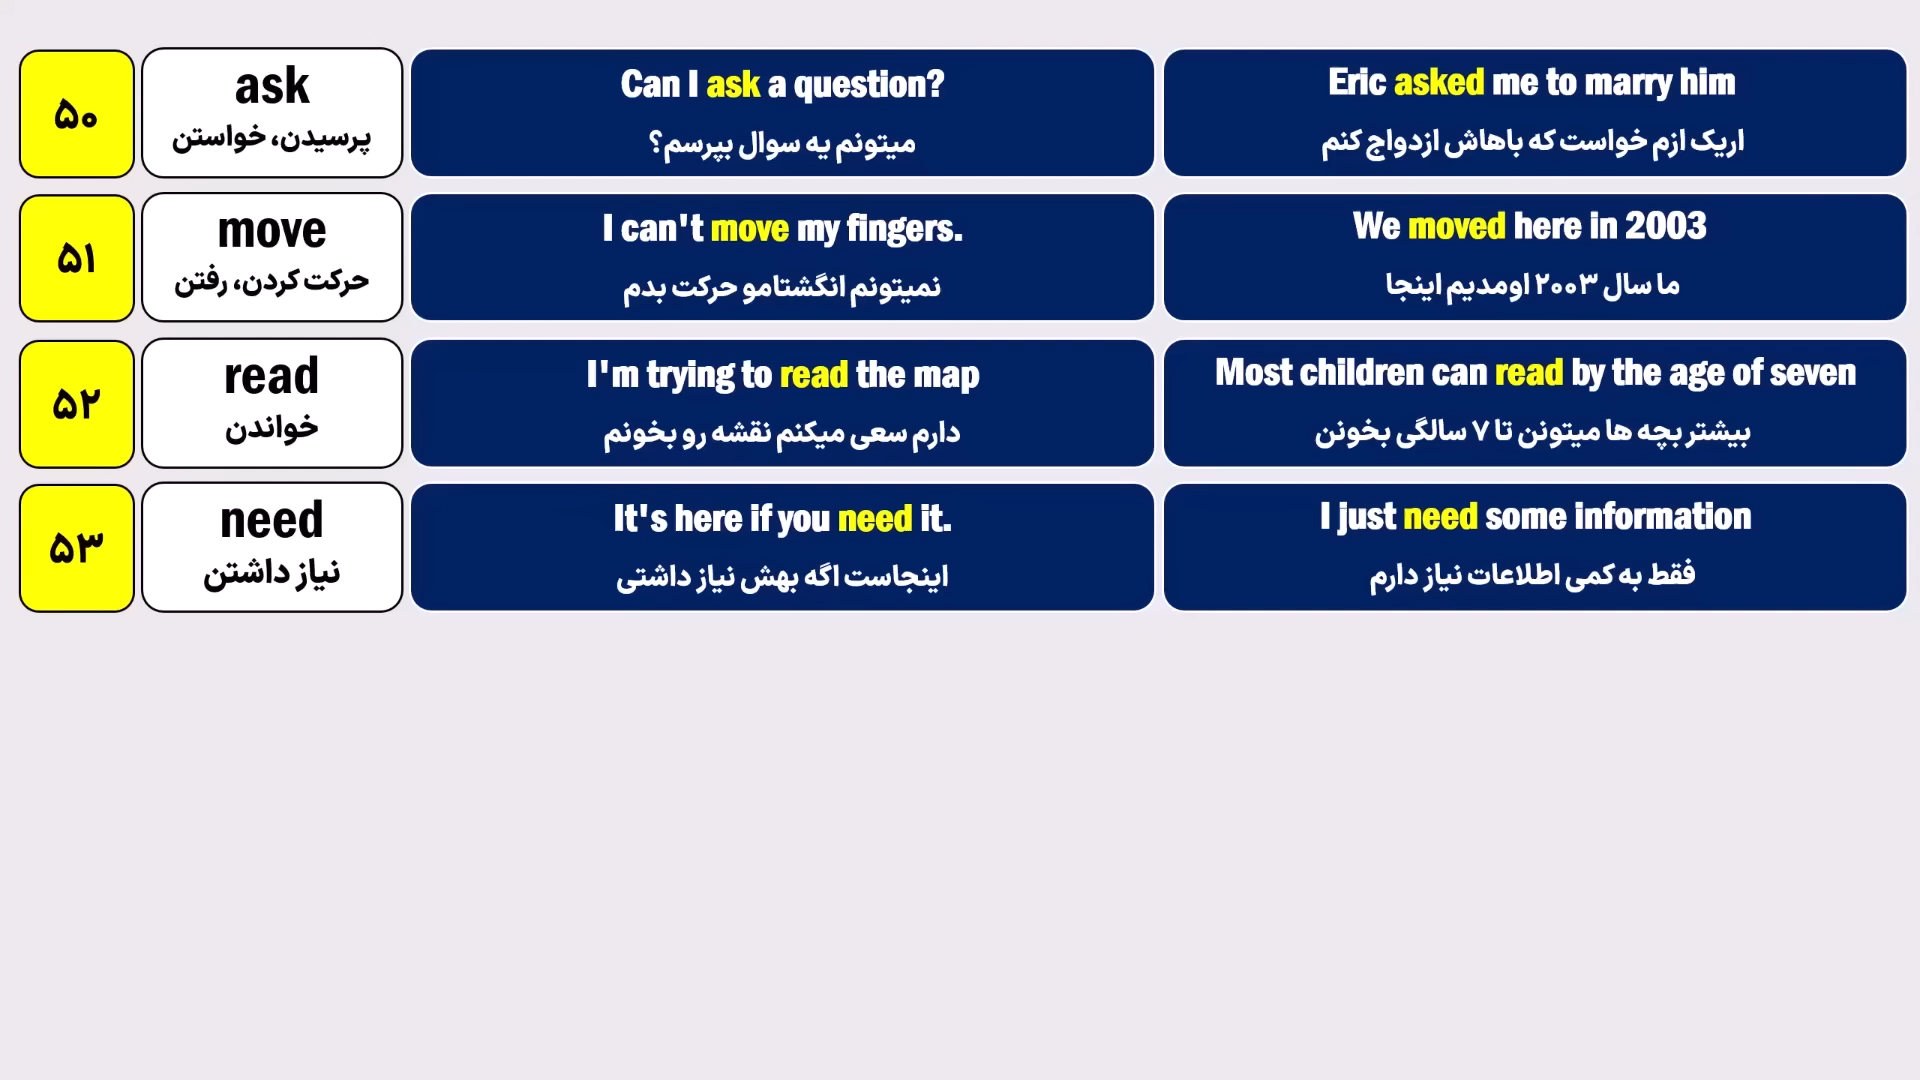 ۵۰
ask
پرسیدن، خواستن
Can I ask a question?
میتونم یه سوال بپرسم؟
Eric asked me to marry him
اریک ازم خواست که باهاش ازدواج کنم
۵۱
move
حرکت کردن، رفتن
I can't move my fingers.
نمیتونم انگشتامو حرکت بدم
We moved here in 2003
ما سال ۲۰۰۳ اومدیم اینجا
۵۲
read
خواندن
I'm trying to read the map
دارم سعی میکنم نقشه رو بخونم
Most children can read by the age of seven
بیشتر بچه ها میتونن تا ۷ سالگی بخونن
۵۳
need
نیاز داشتن
It's here if you need it.
اینجاست اگه بهش نیاز داشتی
I just need some information
فقط به کمی اطلاعات نیاز دارم